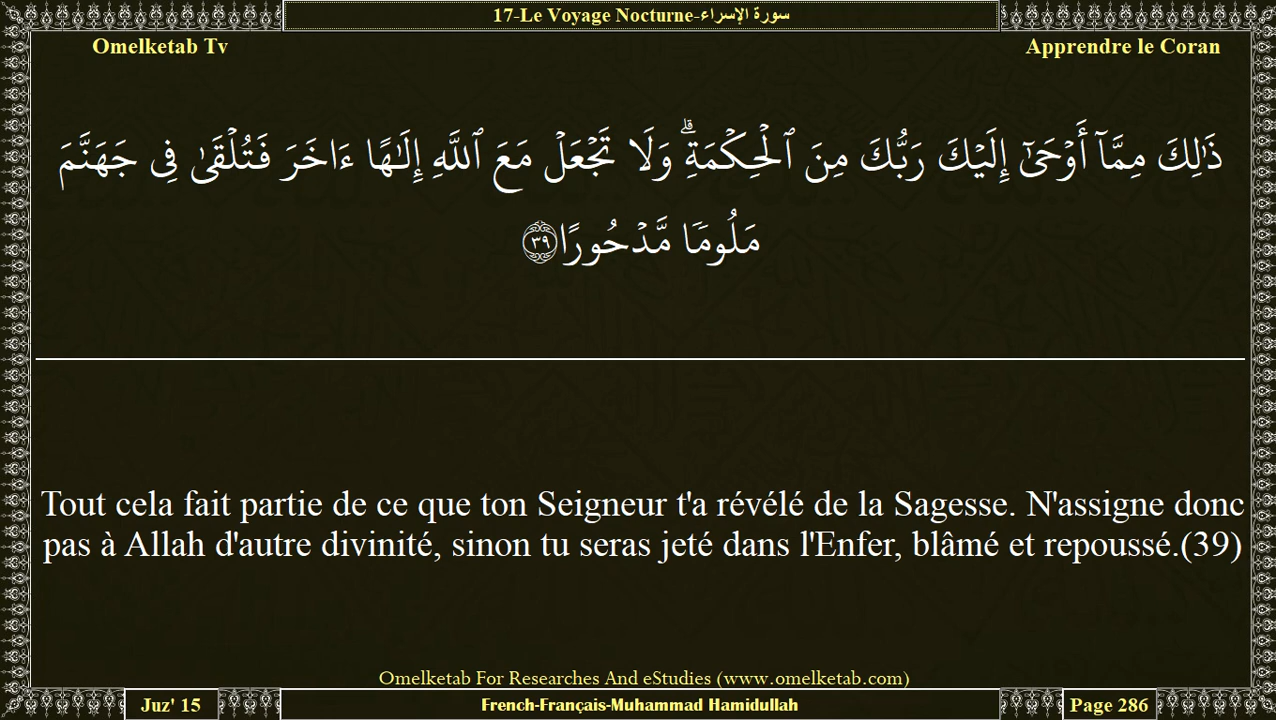 17-Le Voyage Nocturne-سورة الإسراء
Omelketab Tv
Apprendre le Coran
ذَٰلِكَ مِمَّآ أَوۡحَىٰٓ إِلَيۡكَ رَبُّكَ مِنَ ٱلۡحِكۡمَةِۗ وَلَا تَجۡعَلۡ مَعَ ٱللَّهِ إِلَٰهًا ءَاخَرَ فَتُلۡقَىٰ فِي جَهَنَّمَ
مَلُومٗا مَّدۡحُورًا ٣٩
Tout cela fait partie de ce que ton Seigneur t'a révélé de la Sagesse. N'assigne donc
pas à Allah d'autre divinité, sinon tu seras jeté dans l'Enfer, blâmé et repoussé.(39)
Omelketab For Researches And eStudies (www.omelketab.com)
Juz' 15
French-Français-Muhammad Hamidullah
Page 286